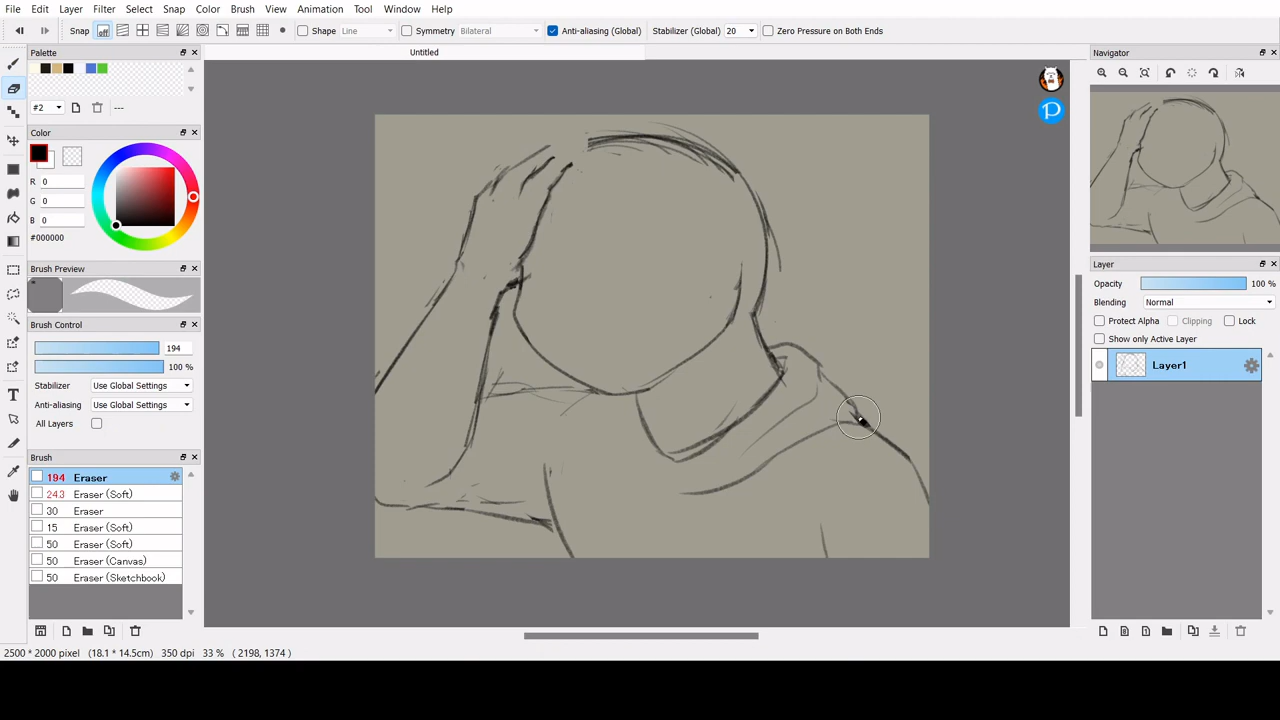 File Edit Layer Filter Select Snap Color Brush View Animation Tool Window Help
Snap off Shape Line Symmetry Bilateral Anti-aliasing (Global) Stabilizer (Global) 20 Zero Pressure on Both Ends
Palette
Untitled
Navigator
#2 ---
Color
R 0
G 0
B 0
#000000
Brush Preview
Brush Control
194
100 %
Stabilizer Use Global Settings
Anti-aliasing Use Global Settings
All Layers
Brush
194 Eraser
243 Eraser (Soft)
30 Eraser
15 Eraser (Soft)
50 Eraser (Soft)
50 Eraser (Canvas)
50 Eraser (Sketchbook)
Layer
Opacity 100 %
Blending Normal
Protect Alpha Clipping Lock
Show only Active Layer
Layer1
2500 * 2000 pixel (18.1 * 14.5cm) 350 dpi 33 % ( 2198, 1374 )